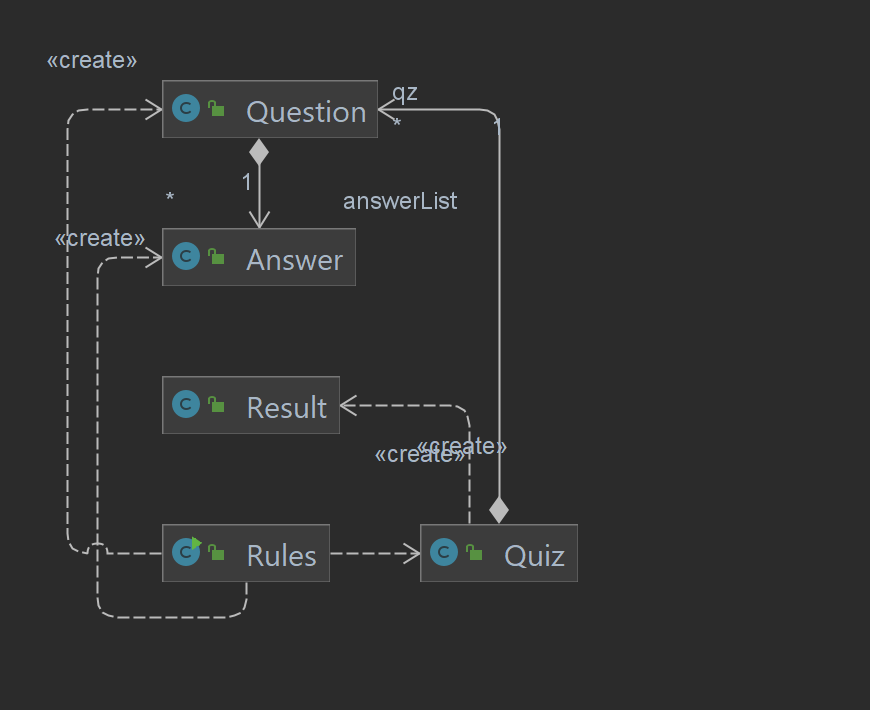 «create»
Question
qz
*
1
1
*
answerList
«create»
Answer
Result
«create»
«create»
Rules
Quiz